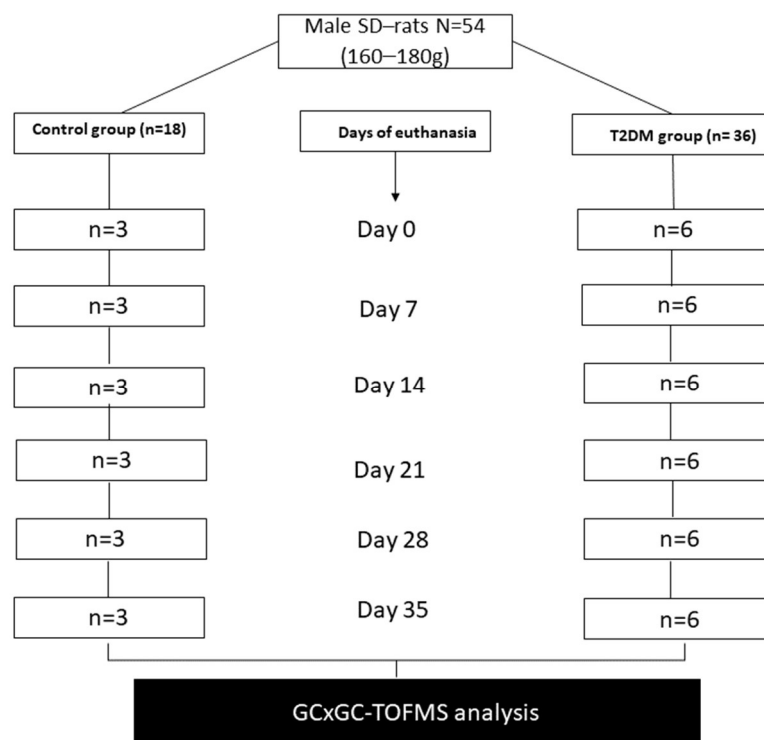 Male SD–rats N=54
(160–180g)
Control group (n=18)
Days of euthanasia
T2DM group (n= 36)
n=3
Day 0
n=6
n=3
Day 7
n=6
n=3
Day 14
n=6
n=3
Day 21
n=6
n=3
Day 28
n=6
n=3
Day 35
n=6
GCxGC-TOFMS analysis